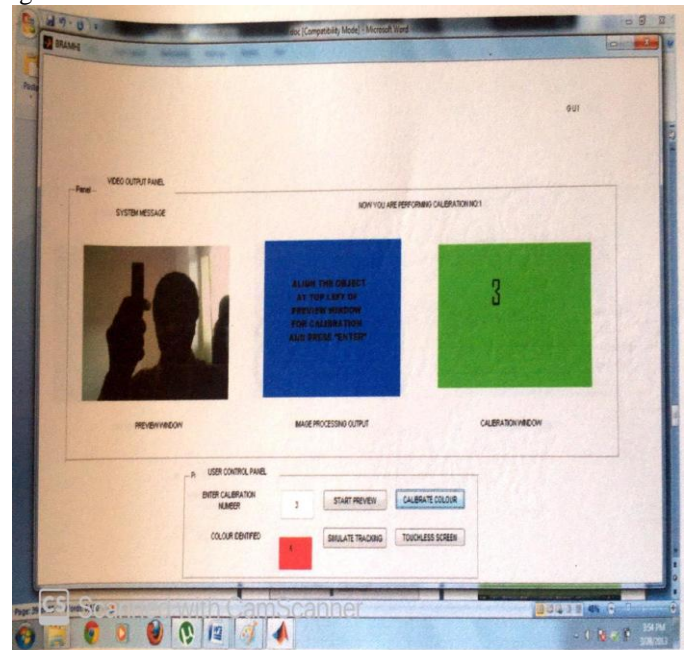 doc [Compatibility Mode] - Microsoft Word
GUI
VIDEO OUTPUT PANEL
Panel
SYSTEM MESSAGE
NOW YOU ARE PERFORMING CALIBRATION NO:1
ALIGN THE OBJECT
AT TOP LEFT OF
PREVIEW WINDOW
FOR CALIBRATION
AND PRESS "ENTER"
3
PREVIEW WINDOW
IMAGE PROCESSING OUTPUT
CALIBRATION WINDOW
USER CONTROL PANEL
ENTER CALIBRATION
NUMBER
3
START PREVIEW
CALIBRATE COLOUR
COLOUR IDENTIFIED
SIMULATE TRACKING
TOUCHLESS SCREEN
CS Scanned with CamScanner
3:54 PM